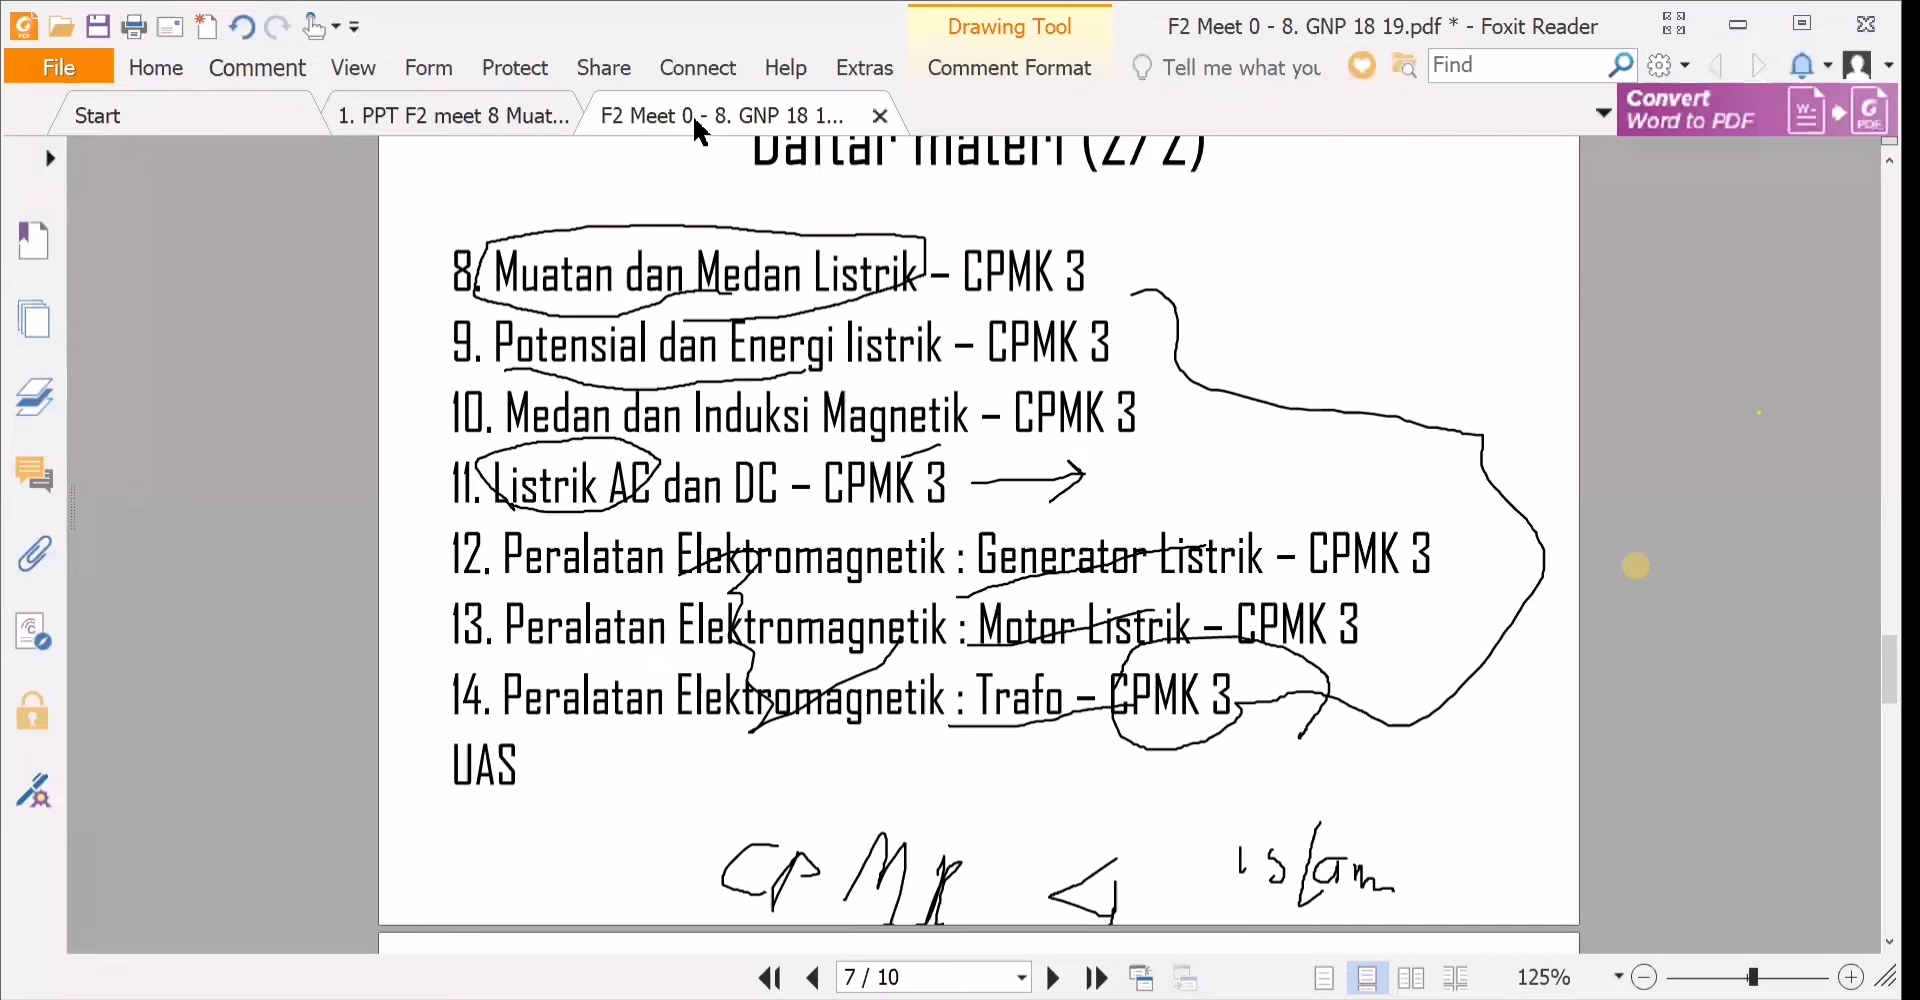 Drawing Tool
F2 Meet 0 - 8. GNP 18 19.pdf * - Foxit Reader
File Home Comment View Form Protect Share Connect Help Extras Comment Format Tell me what you Find
Start
1. PPT F2 meet 8 Muat...
F2 Meet 0 - 8. GNP 18 1...
Convert
Word to PDF
Daftar materi (2/2)
8. Muatan dan Medan Listrik – CPMK 3
9. Potensial dan Energi listrik – CPMK 3
10. Medan dan Induksi Magnetik – CPMK 3
11. Listrik AC dan DC – CPMK 3
12. Peralatan Elektromagnetik : Generator Listrik – CPMK 3
13. Peralatan Elektromagnetik : Motor Listrik – CPMK 3
14. Peralatan Elektromagnetik : Trafo – CPMK 3
UAS
CPMK 4 islam
7 / 10
125%